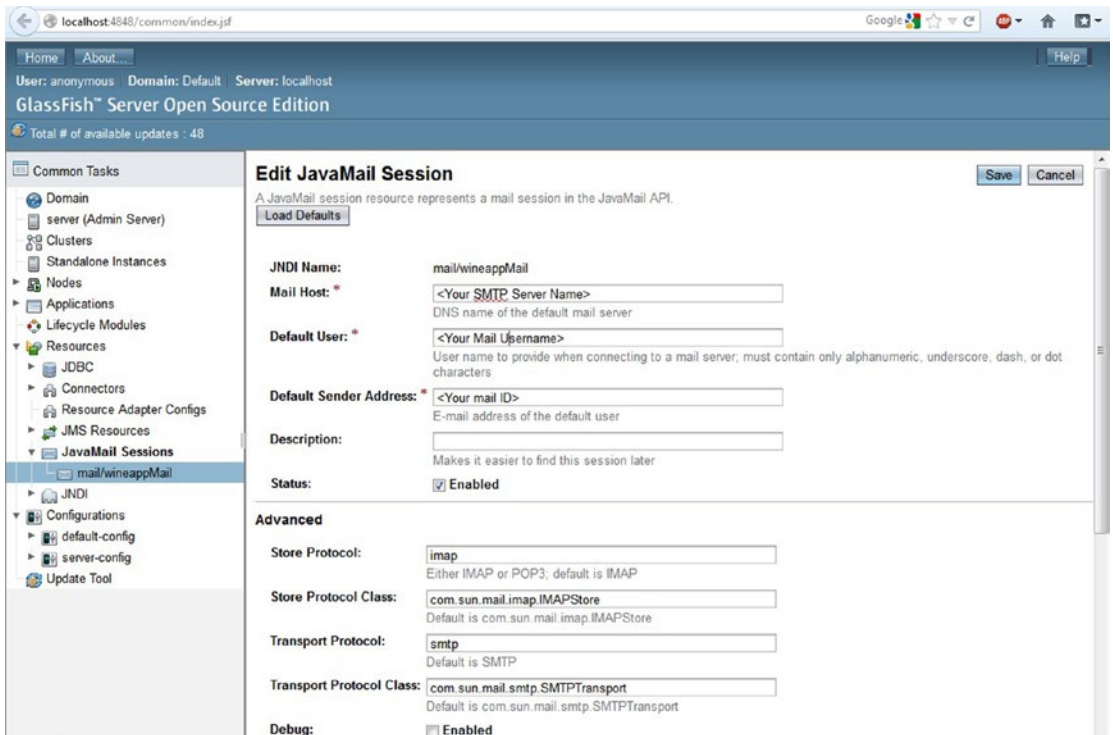 localhost:4848/common/index.jsf
Google
ABP
Home About... Help
User: anonymous Domain: Default Server: localhost
GlassFish™ Server Open Source Edition
Total # of available updates : 48
Common Tasks
Domain
server (Admin Server)
Clusters
Standalone Instances
Nodes
Applications
Lifecycle Modules
Resources
JDBC
Connectors
Resource Adapter Configs
JMS Resources
JavaMail Sessions
mail/wineappMail
JNDI
Configurations
default-config
server-config
Update Tool
Edit JavaMail Session
Save Cancel
A JavaMail session resource represents a mail session in the JavaMail API.
Load Defaults
JNDI Name: mail/wineappMail
Mail Host: * <Your SMTP Server Name>
DNS name of the default mail server
Default User: * <Your Mail Username>
User name to provide when connecting to a mail server; must contain only alphanumeric, underscore, dash, or dot
characters
Default Sender Address: * <Your mail ID>
E-mail address of the default user
Description:
Makes it easier to find this session later
Status: Enabled
Advanced
Store Protocol: imap
Either IMAP or POP3; default is IMAP
Store Protocol Class: com.sun.mail.imap.IMAPStore
Default is com.sun.mail.imap.IMAPStore
Transport Protocol: smtp
Default is SMTP
Transport Protocol Class: com.sun.mail.smtp.SMTPTransport
Default is com.sun.mail.smtp.SMTPTransport
Debug: Enabled